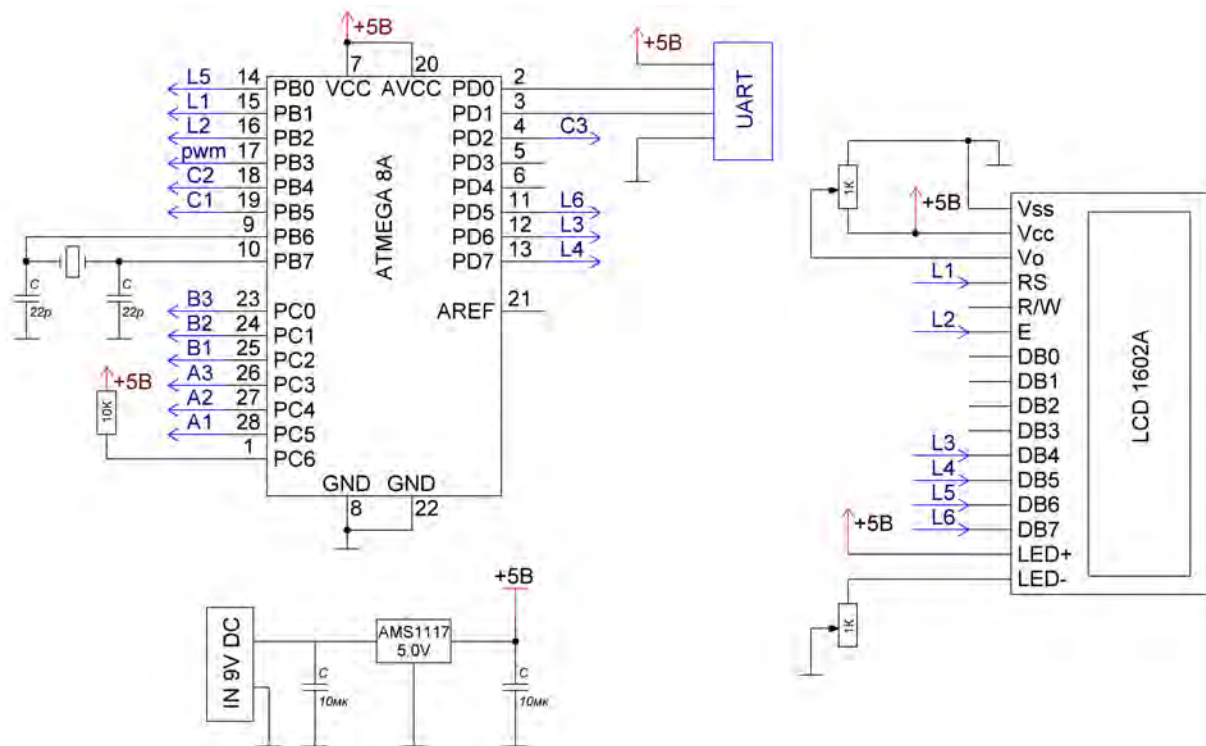 +5В
+5В
7
20
L5
14
PB0
VCC
AVCC
PD0
2
L1
15
PB1
PD1
3
L2
16
PB2
PD2
4
C3
pwm
17
PB3
PD3
5
C2
18
PB4
PD4
6
C1
19
PB5
PD5
11
L6
9
PB6
PD6
12
L3
10
PB7
PD7
13
L4
ATMEGA 8A
UART
C
22p
C
22p
B3
23
PC0
AREF
21
B2
24
PC1
B1
25
PC2
A3
26
PC3
A2
27
PC4
A1
28
PC5
1
PC6
+5В
10K
GND
GND
8
22
1K
+5В
Vss
Vcc
Vo
L1
RS
R/W
L2
E
DB0
DB1
DB2
DB3
L3
DB4
L4
DB5
L5
DB6
L6
DB7
+5В
LED+
LED-
1K
LCD 1602A
+5В
IN 9V DC
AMS1117
5.0V
C
10мк
C
10мк